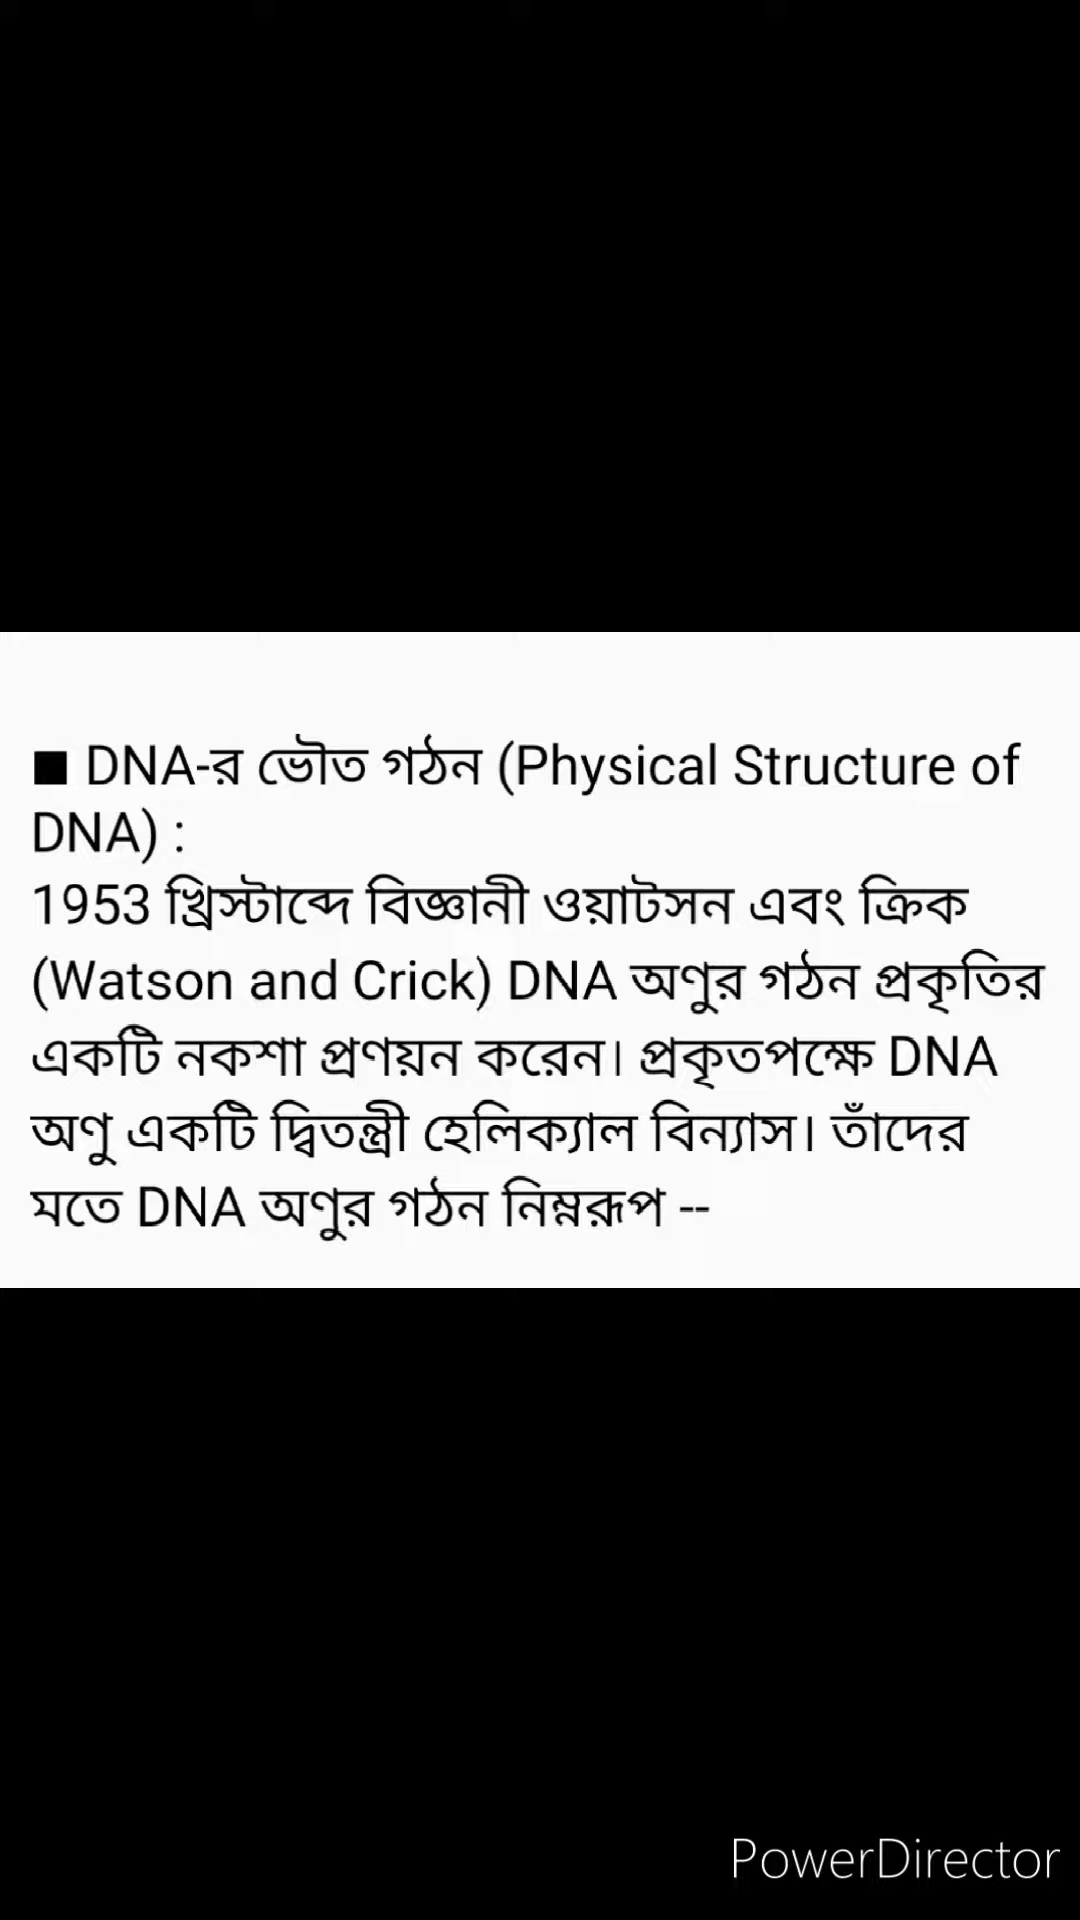 ■ DNA-র ভৌত গঠন (Physical Structure of
DNA) :
1953 খ্রিস্টাব্দে বিজ্ঞানী ওয়াটসন এবং ক্রিক
(Watson and Crick) DNA অণুর গঠন প্রকৃতির
একটি নকশা প্রণয়ন করেন। প্রকৃতপক্ষে DNA
অণু একটি দ্বিতন্ত্রী হেলিক্যাল বিন্যাস। তাঁদের
মতে DNA অণুর গঠন নিম্নরূপ --
PowerDirector